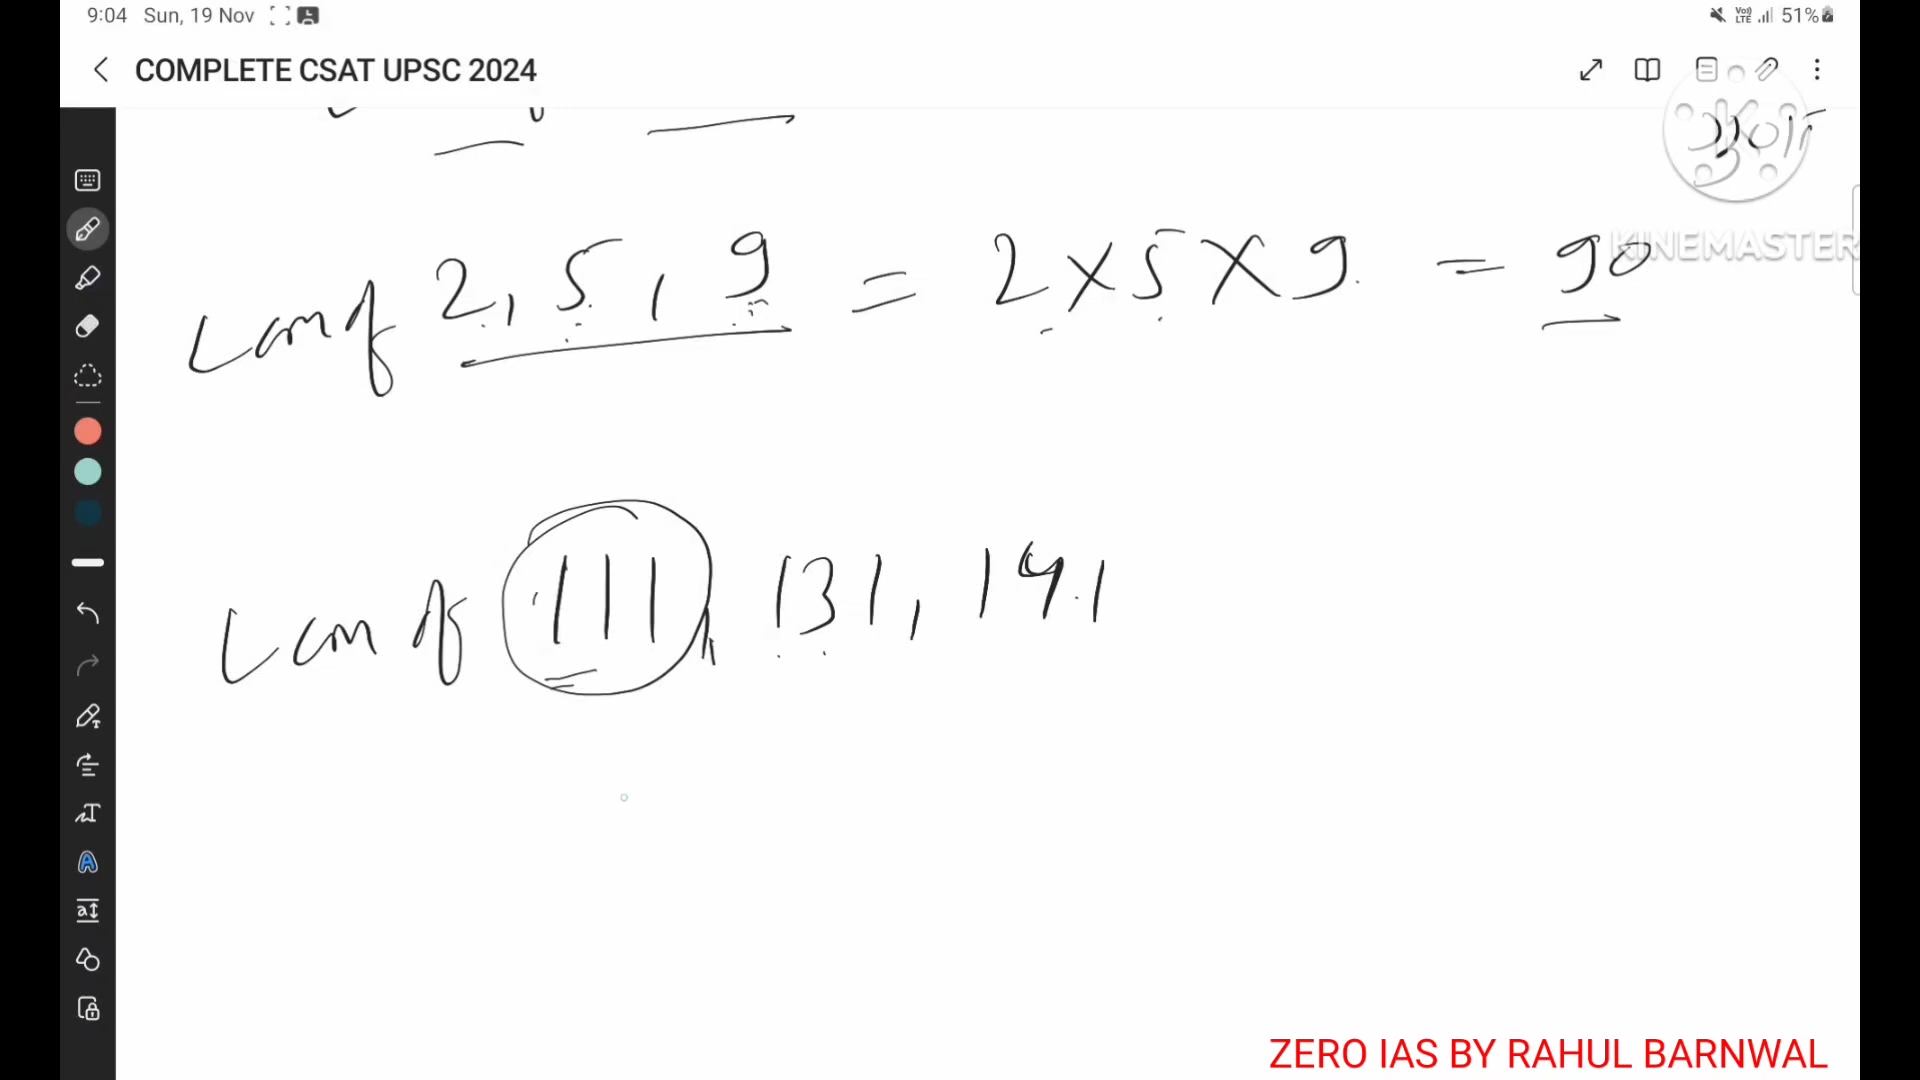 9:04 Sun, 19 Nov
51%
COMPLETE CSAT UPSC 2024
KINEMASTER
Lcm of 2, 5, 9 = 2 × 5 × 9 = 90
Lcm of 111, 131, 141
ZERO IAS BY RAHUL BARNWAL